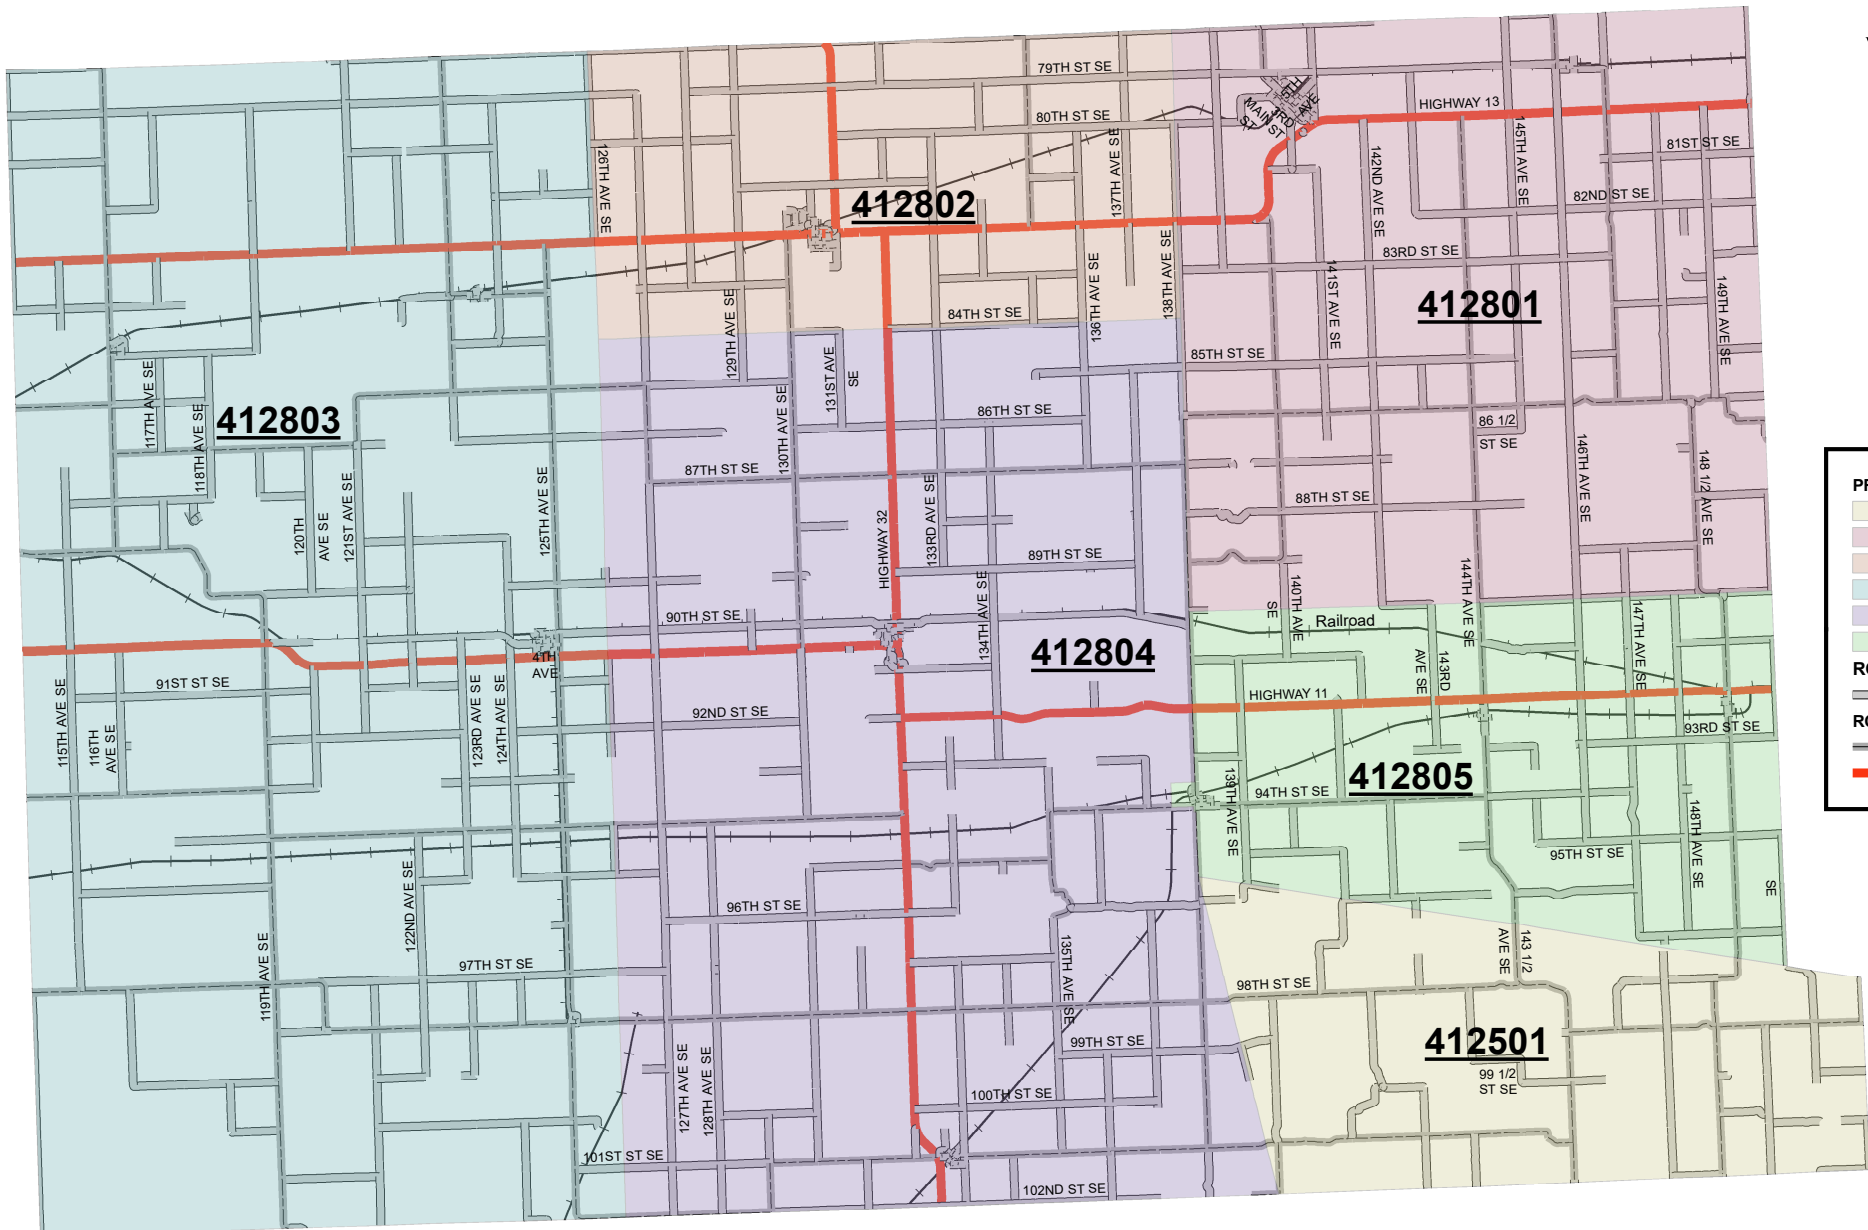 79TH ST SE
5TH
3RD
AVE
MAIN ST
ST
HIGHWAY 13
80TH ST SE
126TH AVE SE
137TH AVE SE
142ND AVE SE
145TH AVE SE
81ST ST SE
82ND ST SE
412802
138TH AVE SE
136TH AVE SE
141ST AVE SE
83RD ST SE
149TH AVE SE
412801
84TH ST SE
129TH AVE SE
131ST AVE
SE
85TH ST SE
117TH AVE SE
118TH AVE SE
412803
130TH AVE SE
86TH ST SE
86 1/2
ST SE
146TH AVE SE
148 1/2 AVE SE
87TH ST SE
88TH ST SE
120TH
AVE SE
121ST AVE SE
125TH AVE SE
HIGHWAY 32
133RD AVE SE
89TH ST SE
134TH AVE SE
140TH AVE
SE
144TH AVE SE
147TH AVE SE
90TH ST SE
Railroad
4TH
AVE
412804
143RD
AVE SE
91ST ST SE
115TH AVE SE
116TH
AVE SE
123RD AVE SE
124TH AVE SE
92ND ST SE
HIGHWAY 11
93RD ST SE
412805
139TH AVE SE
94TH ST SE
148TH AVE SE
95TH ST SE
SE
122ND AVE SE
96TH ST SE
119TH AVE SE
97TH ST SE
135TH AVE SE
143 1/2
AVE SE
98TH ST SE
412501
99TH ST SE
99 1/2
ST SE
127TH AVE SE
128TH AVE SE
100TH ST SE
101ST ST SE
102ND ST SE